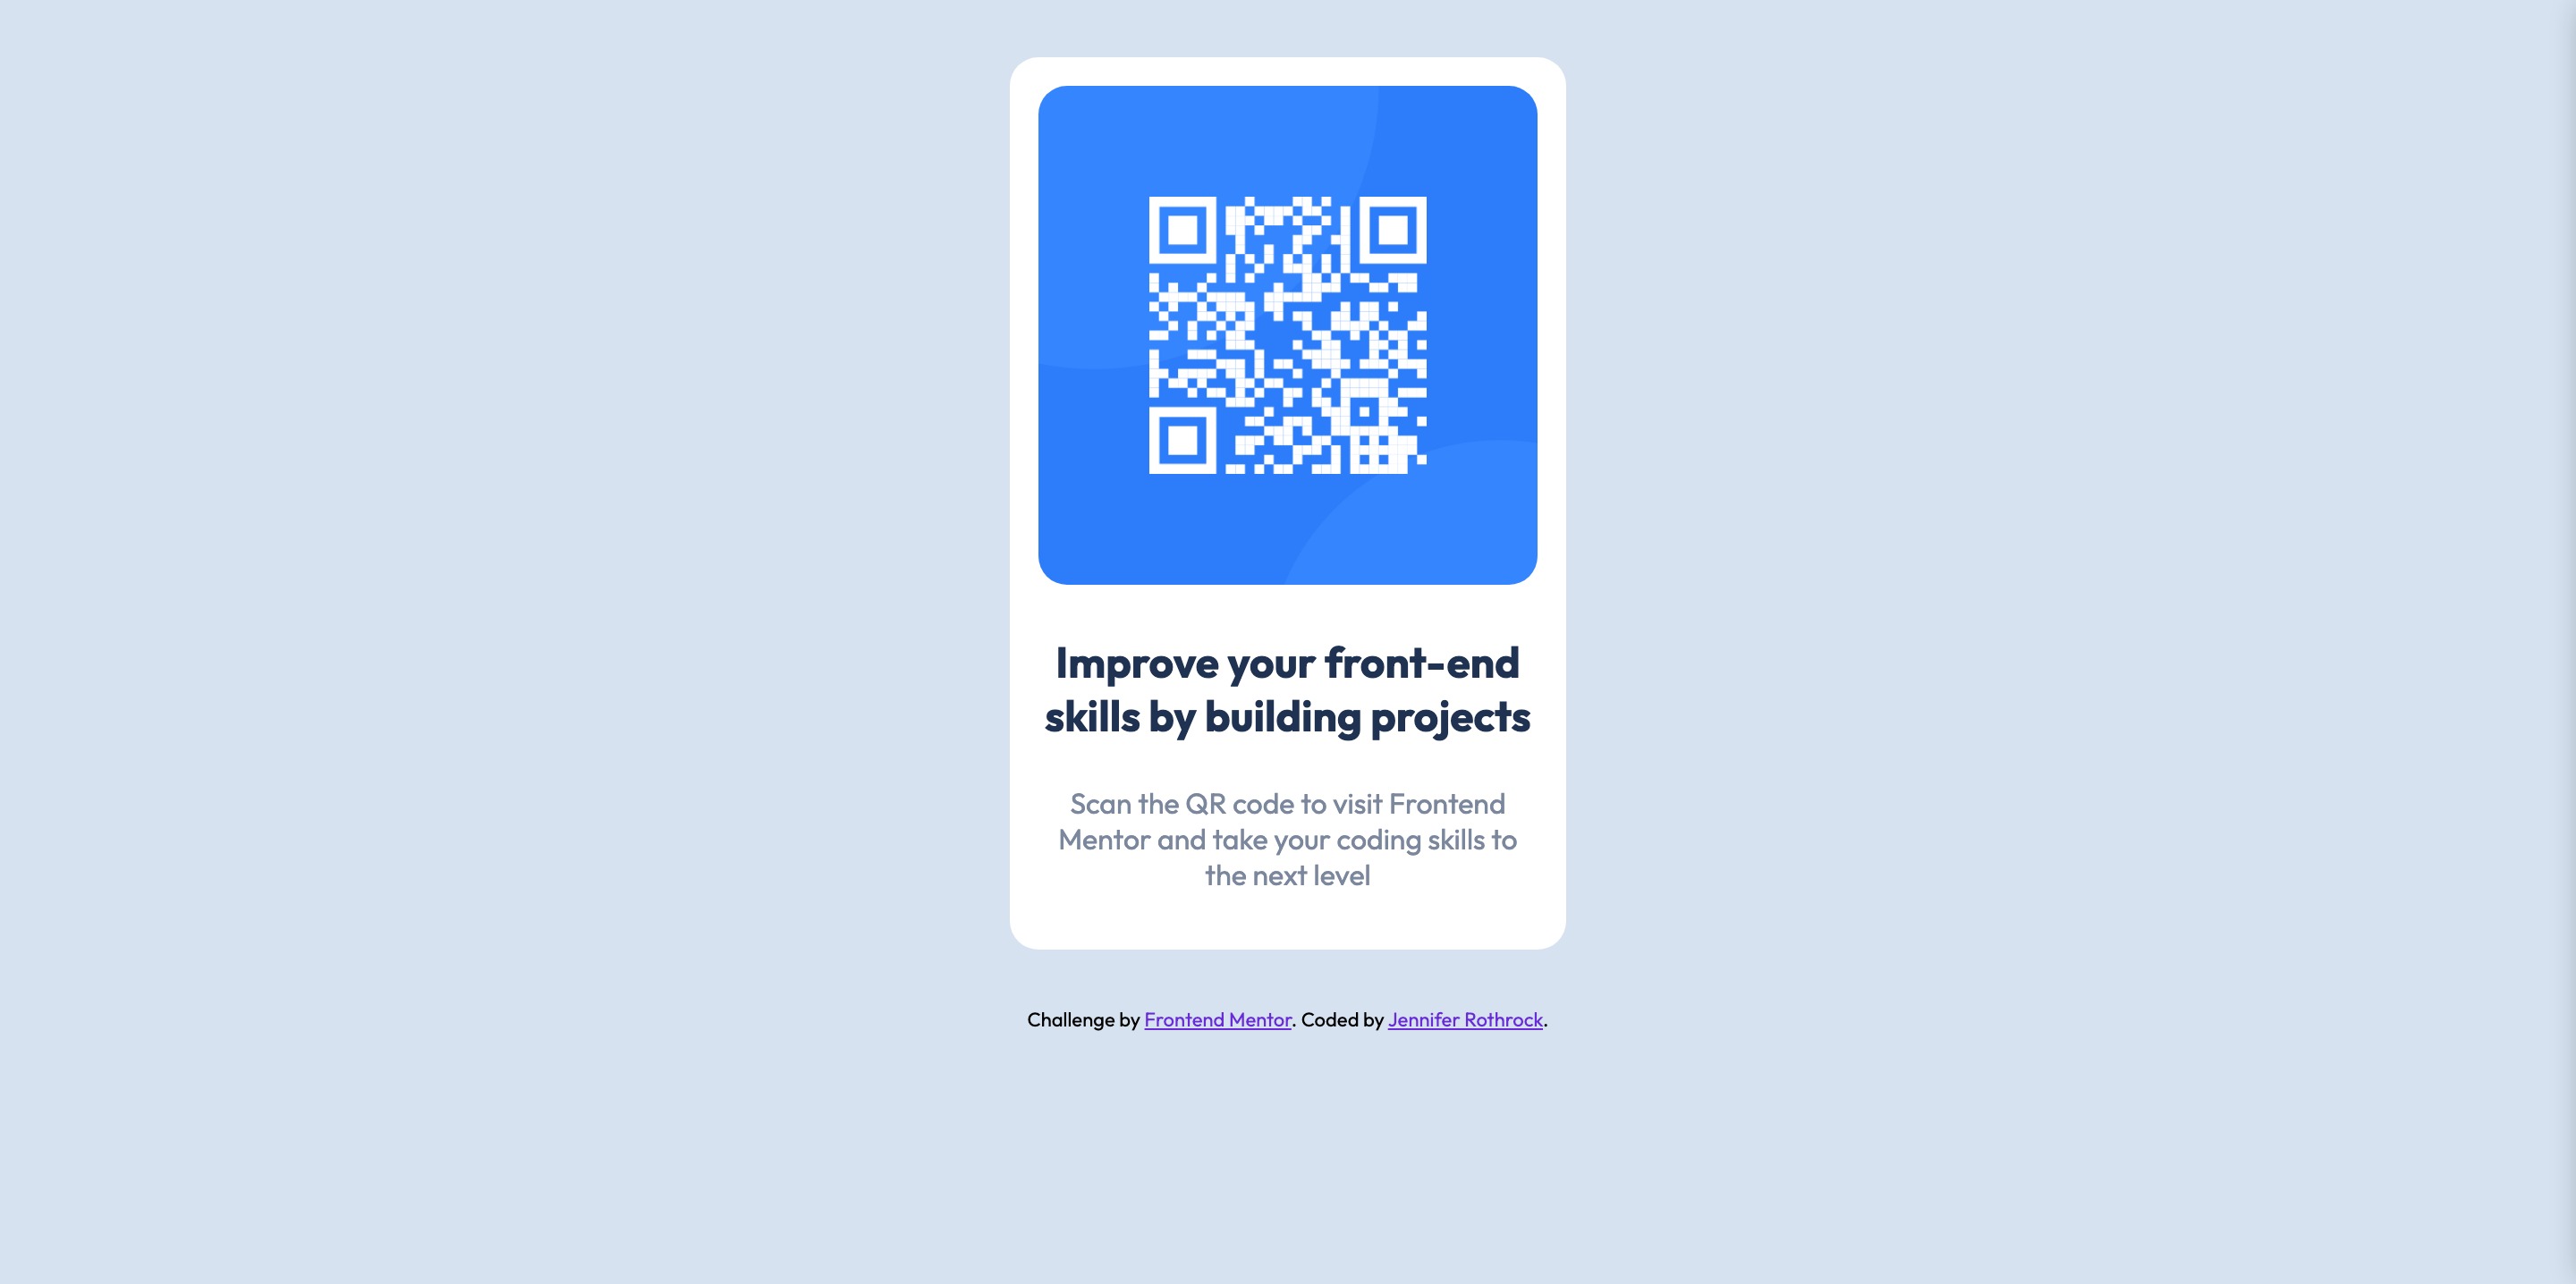 Improve your front-end
skills by building projects
Scan the QR code to visit Frontend
Mentor and take your coding skills to
the next level
Challenge by Frontend Mentor. Coded by Jennifer Rothrock.